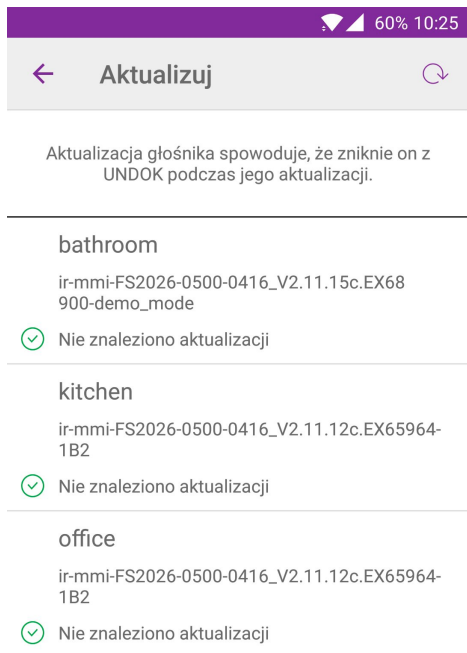 60% 10:25
Aktualizuj
Aktualizacja głośnika spowoduje, że zniknie on z
UNDOK podczas jego aktualizacji.
bathroom
ir-mmi-FS2026-0500-0416_V2.11.15c.EX68
900-demo_mode
Nie znaleziono aktualizacji
kitchen
ir-mmi-FS2026-0500-0416_V2.11.12c.EX65964-
1B2
Nie znaleziono aktualizacji
office
ir-mmi-FS2026-0500-0416_V2.11.12c.EX65964-
1B2
Nie znaleziono aktualizacji